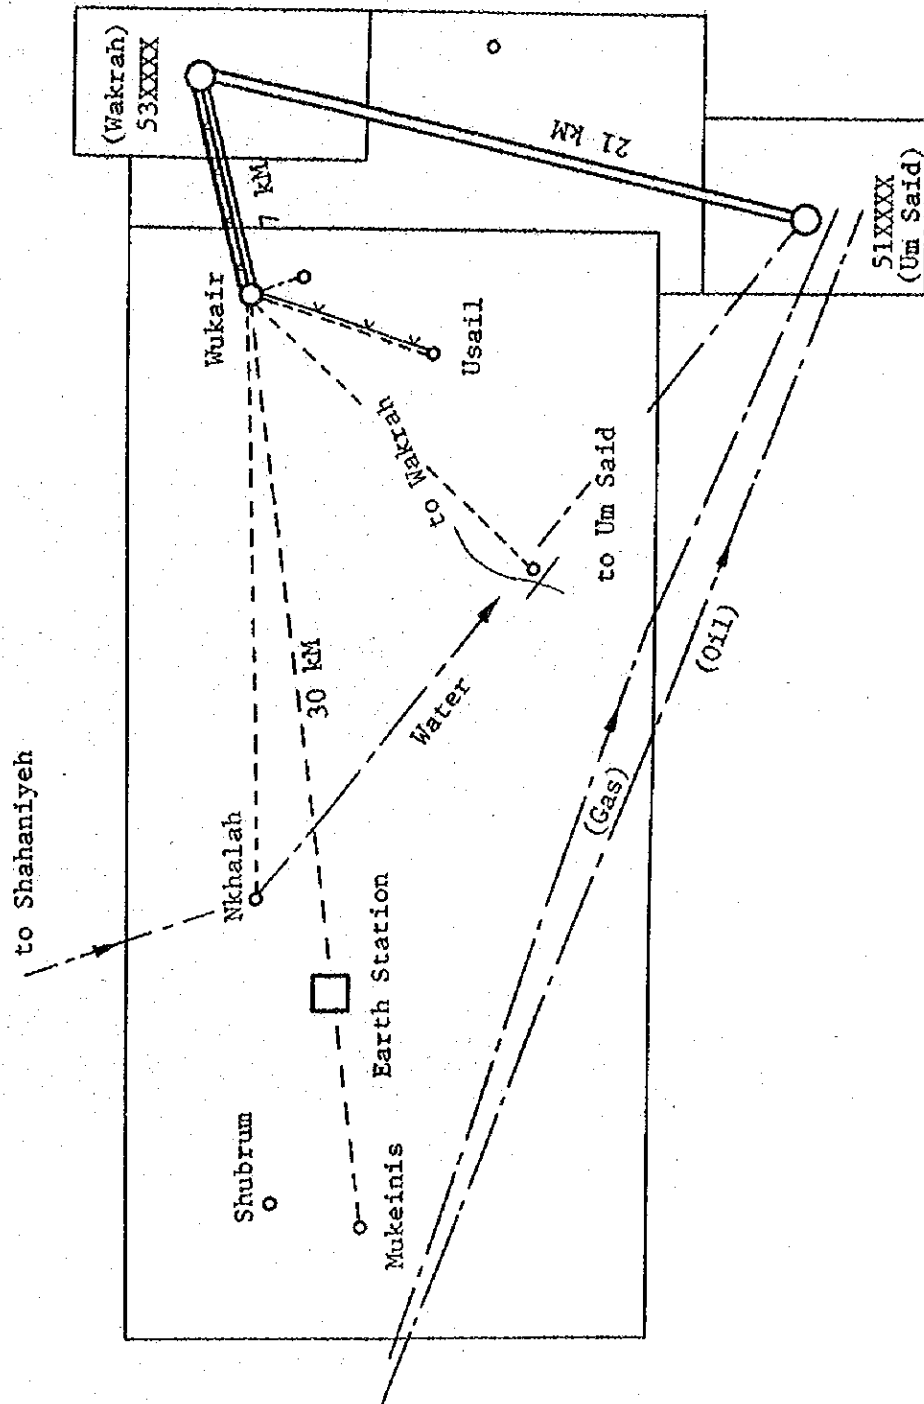 (Wakrah)
53XXXX
21 kM
7 kM
51XXXX
(Um Said)
Wukair
Usail
to Wakrah
to Um Said
30 kM
Water
(Gas)
(Oil)
to Shahaniyeh
Nkhalah
Earth Station
Shubrum
Mukeinis